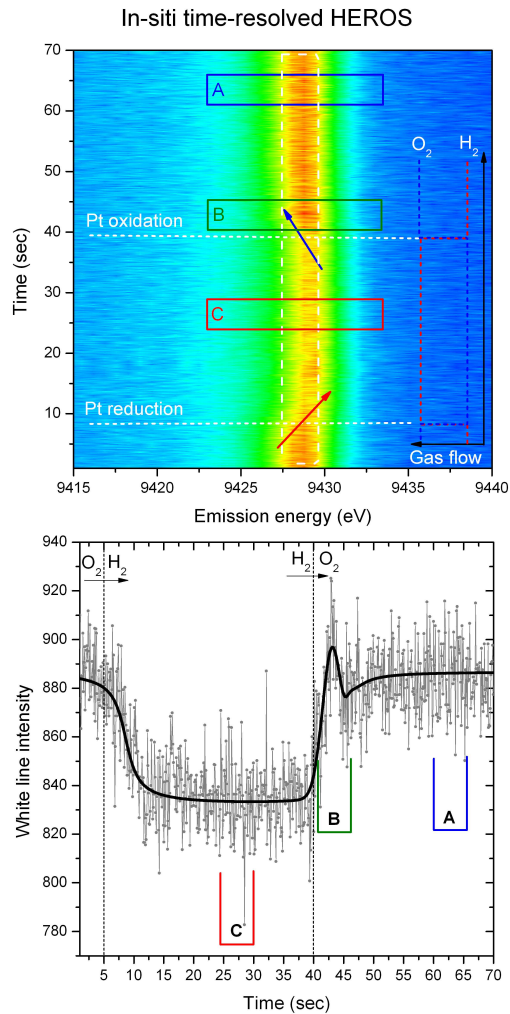 In-siti time-resolved HEROS
70
60
50
40
30
20
10
Time (sec)
A
B
C
O2 H2
Pt oxidation
Pt reduction
Gas flow
9415 9420 9425 9430 9435 9440
Emission energy (eV)
940
920
900
880
860
840
820
800
780
White line intensity
O2 H2
H2 O2
B
A
C
5 10 15 20 25 30 35 40 45 50 55 60 65 70
Time (sec)